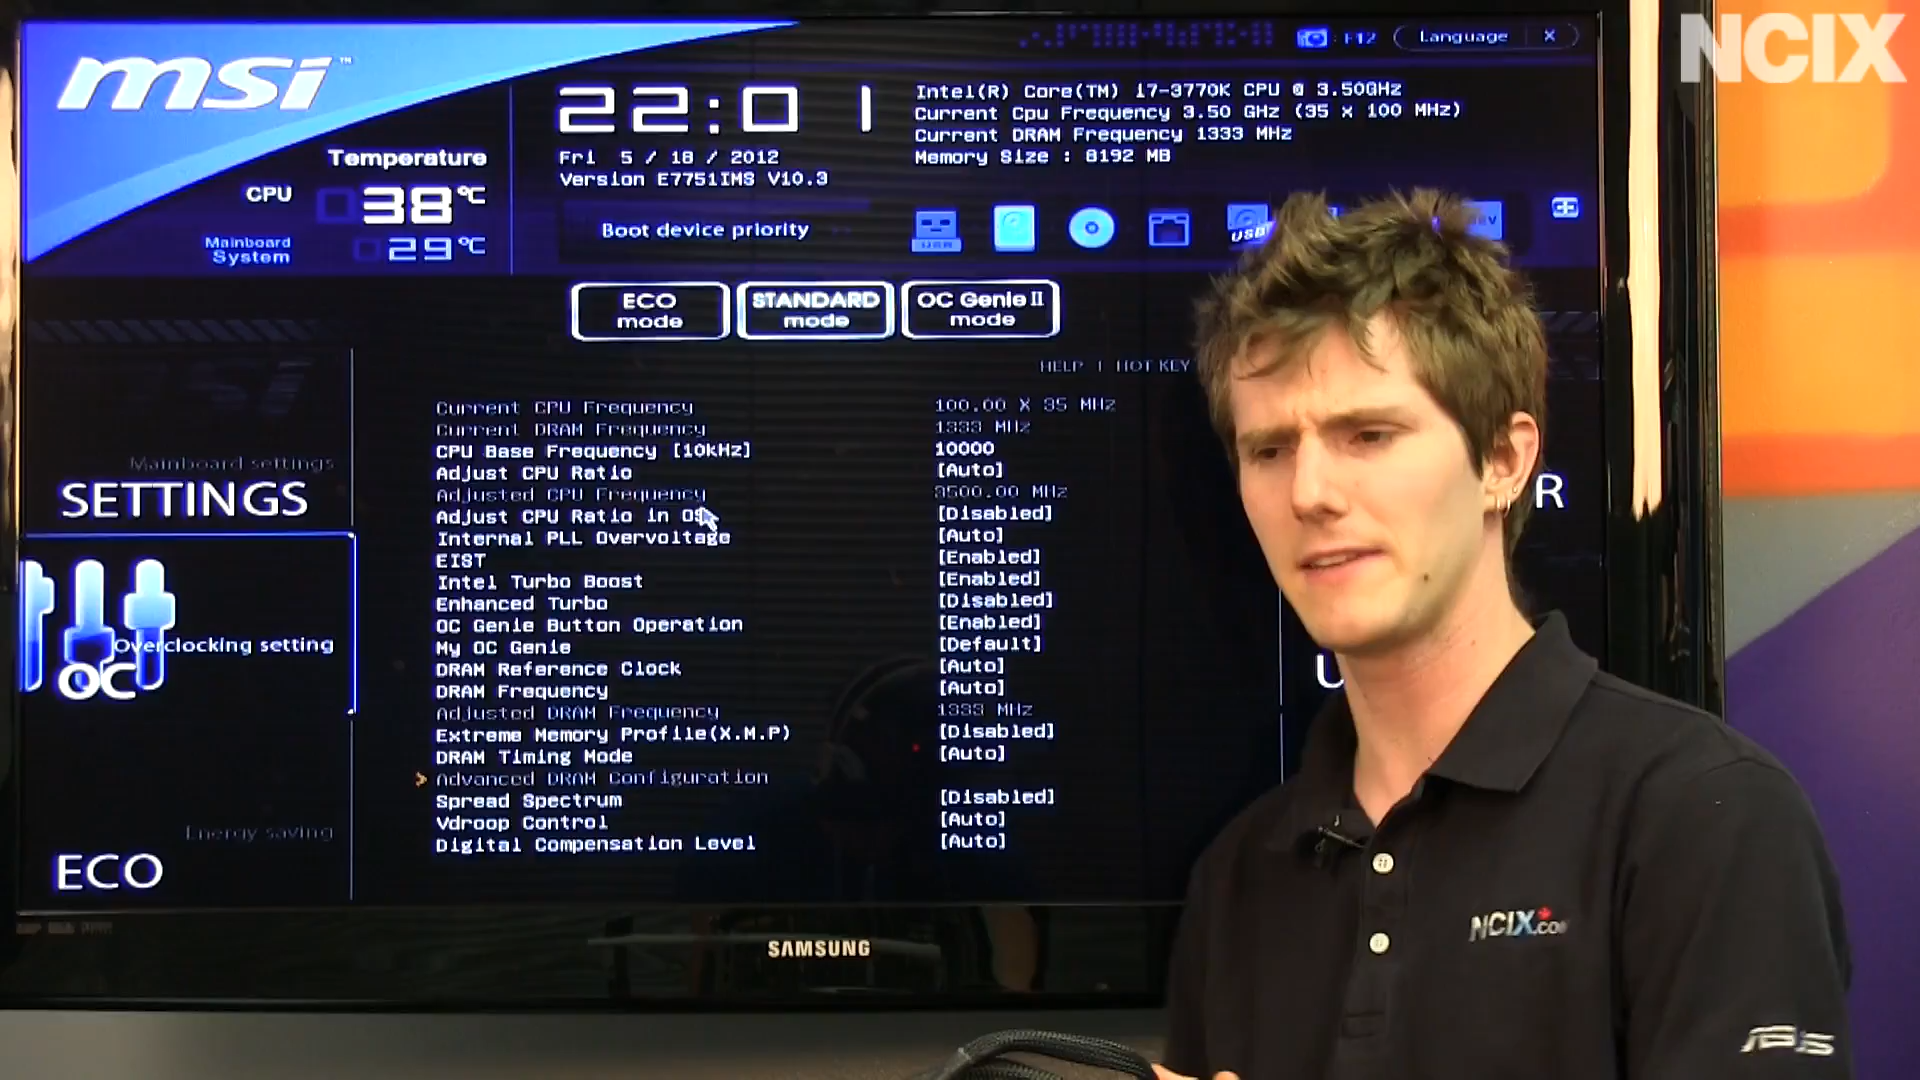 NCIX
msi
F12
Language X
22:01
Intel(R) Core(TM) i7-3770K CPU @ 3.50GHz
Current Cpu Frequency 3.50 GHz (35 x 100 MHz)
Current DRAM Frequency 1333 MHz
Memory Size : 8192 MB
Fri 5 / 18 / 2012
Version E7751IMS V10.3
Temperature
CPU 38°C
Mainboard
System 29°C
Boot device priority
USB
USB
ECO
mode
STANDARD
mode
OC Genie II
mode
HELP | HOT KEY
Current CPU Frequency 100.00 X 35 MHz
Current DRAM Frequency 1333 MHz
CPU Base Frequency [10kHz] 10000
Adjust CPU Ratio [Auto]
Adjusted CPU Frequency 3500.00 MHz
Adjust CPU Ratio in OS [Disabled]
Internal PLL Overvoltage [Auto]
EIST [Enabled]
Intel Turbo Boost [Enabled]
Enhanced Turbo [Disabled]
OC Genie Button Operation [Enabled]
My OC Genie [Default]
DRAM Reference Clock [Auto]
DRAM Frequency [Auto]
Adjusted DRAM Frequency 1333 MHz
Extreme Memory Profile(X.M.P) [Disabled]
DRAM Timing Mode [Auto]
> Advanced DRAM Configuration
Spread Spectrum [Disabled]
Vdroop Control [Auto]
Digital Compensation Level [Auto]
Mainboard settings
SETTINGS
Overclocking setting
OC
Energy saving
ECO
SAMSUNG
NCIX.co
ASUS